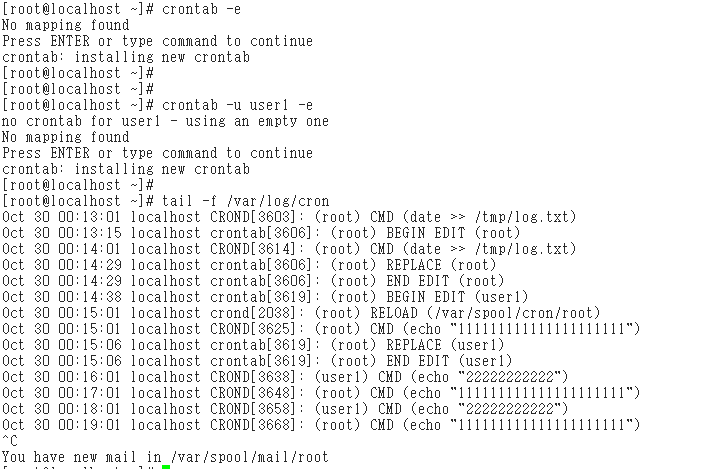 [root@localhost ~]# crontab -e
No mapping found
Press ENTER or type command to continue
crontab: installing new crontab
[root@localhost ~]#
[root@localhost ~]#
[root@localhost ~]# crontab -u user1 -e
no crontab for user1 - using an empty one
No mapping found
Press ENTER or type command to continue
crontab: installing new crontab
[root@localhost ~]#
[root@localhost ~]# tail -f /var/log/cron
Oct 30 00:13:01 localhost CROND[3603]: (root) CMD (date >> /tmp/log.txt)
Oct 30 00:13:15 localhost crontab[3606]: (root) BEGIN EDIT (root)
Oct 30 00:14:01 localhost CROND[3614]: (root) CMD (date >> /tmp/log.txt)
Oct 30 00:14:29 localhost crontab[3606]: (root) REPLACE (root)
Oct 30 00:14:29 localhost crontab[3606]: (root) END EDIT (root)
Oct 30 00:14:38 localhost crontab[3619]: (root) BEGIN EDIT (user1)
Oct 30 00:15:01 localhost crond[2038]: (root) RELOAD (/var/spool/cron/root)
Oct 30 00:15:01 localhost CROND[3625]: (root) CMD (echo "111111111111111111111")
Oct 30 00:15:06 localhost crontab[3619]: (root) REPLACE (user1)
Oct 30 00:15:06 localhost crontab[3619]: (root) END EDIT (user1)
Oct 30 00:16:01 localhost CROND[3638]: (user1) CMD (echo "22222222222")
Oct 30 00:17:01 localhost CROND[3648]: (root) CMD (echo "111111111111111111111")
Oct 30 00:18:01 localhost CROND[3658]: (user1) CMD (echo "22222222222")
Oct 30 00:19:01 localhost CROND[3668]: (root) CMD (echo "111111111111111111111")
^C
You have new mail in /var/spool/mail/root
[root@localhost ~]#